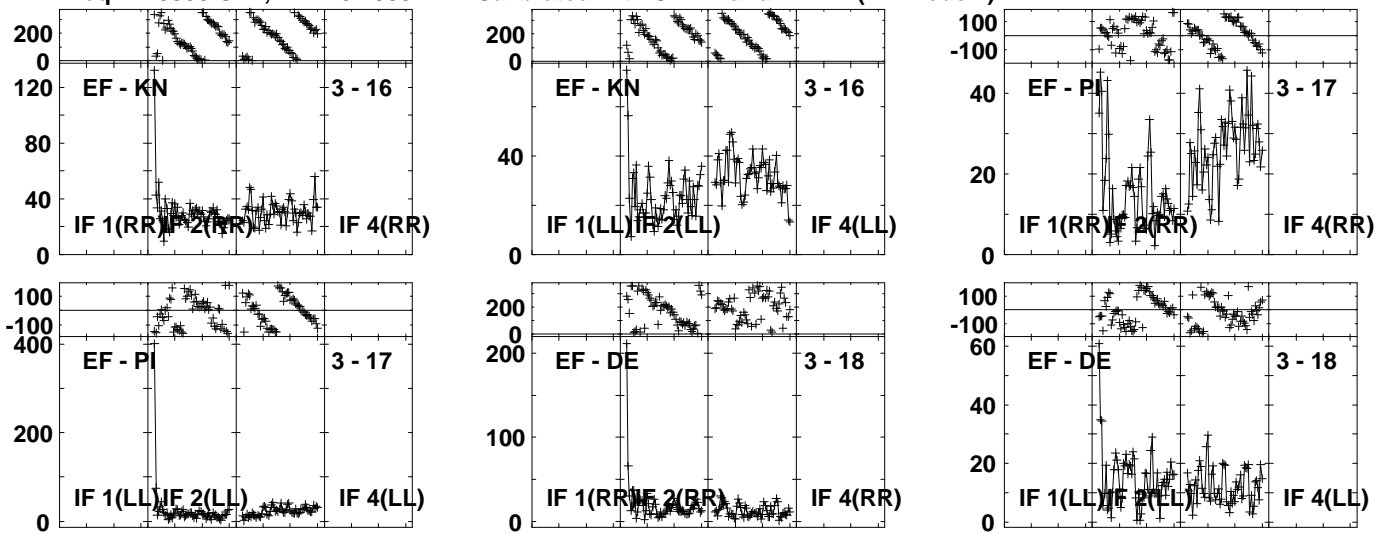 200
0
120
80
40
0
EF - KN
3 - 16
IF 1(RR)
IF 2(RR)
IF 4(RR)
200
0
40
0
EF - KN
3 - 16
IF 1(LL)
IF 2(LL)
IF 4(LL)
100
-100
40
20
0
EF - PI
3 - 17
IF 1(RR)
IF 2(RR)
IF 4(RR)
100
-100
400
200
0
EF - PI
3 - 17
IF 1(LL)
IF 2(LL)
IF 4(LL)
200
0
200
100
0
EF - DE
3 - 18
IF 1(RR)
IF 2(RR)
IF 4(RR)
100
-100
60
40
20
0
EF - DE
3 - 18
IF 1(LL)
IF 2(LL)
IF 4(LL)